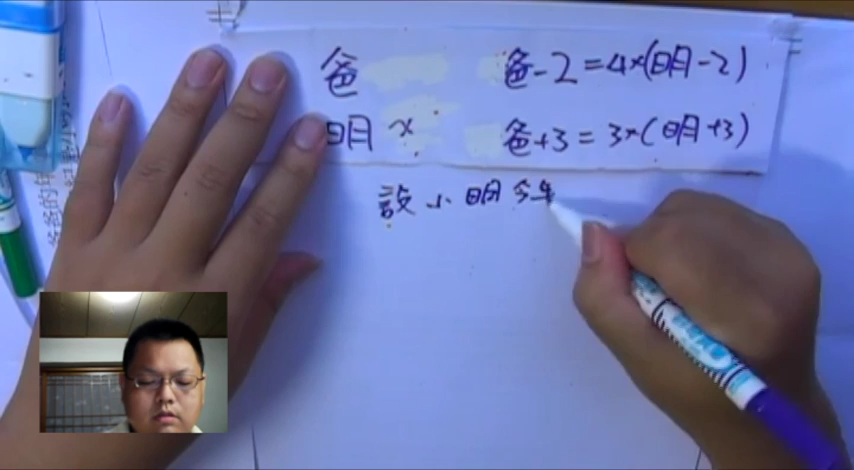 爸 爸-2=4×(明-2)
明 x 爸+3=3×(明+3)
設小明今年